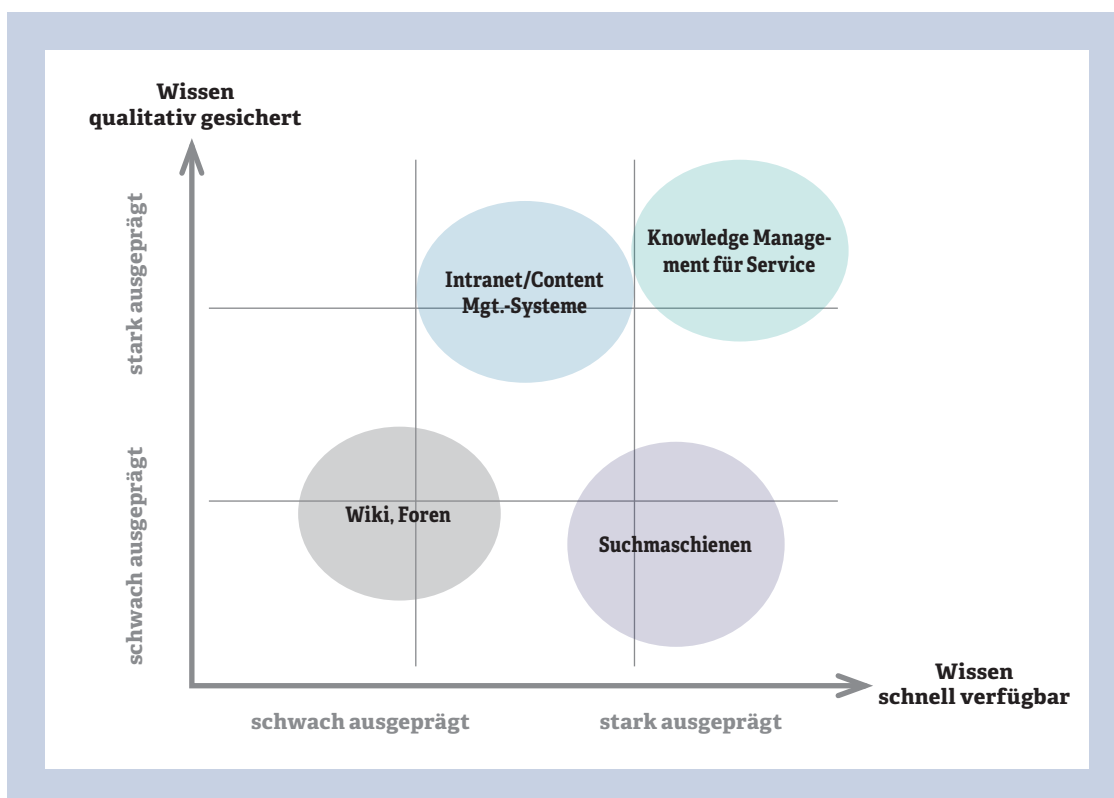 Wissen
qualitativ gesichert
stark ausgeprägt
schwach ausgeprägt
Knowledge Manage-
ment für Service
Intranet/Content
Mgt.-Systeme
Wiki, Foren
Suchmaschienen
Wissen
schnell verfügbar
schwach ausgeprägt
stark ausgeprägt